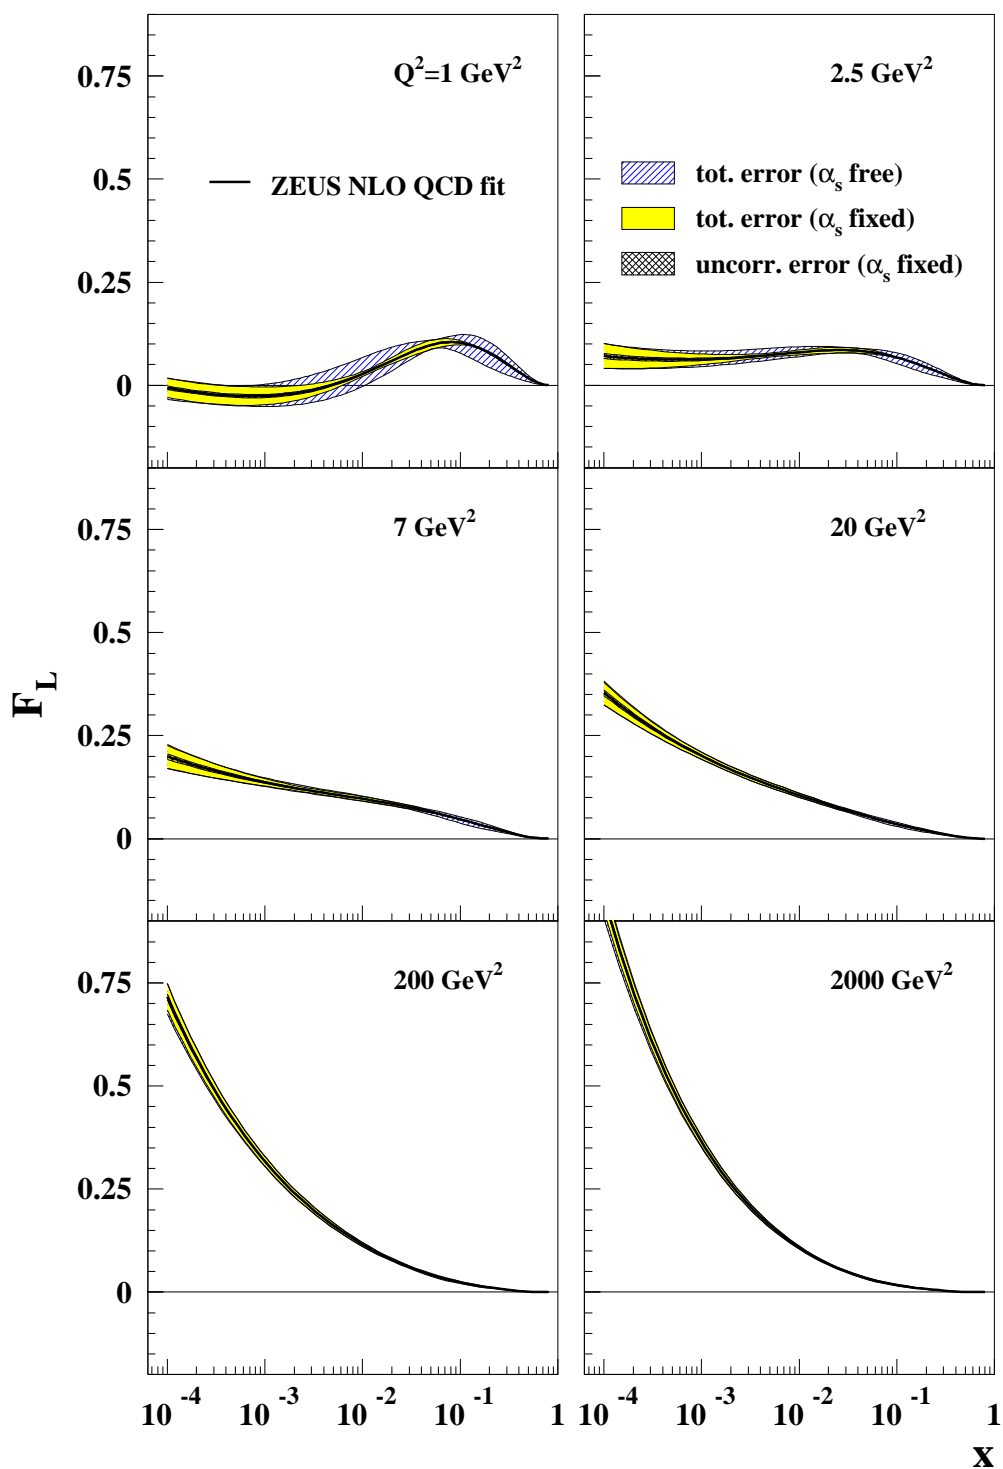 Q²=1 GeV²
2.5 GeV²
0.75
0.5
0.25
0
ZEUS NLO QCD fit
tot. error (αₛ free)
tot. error (αₛ fixed)
uncorr. error (αₛ fixed)
7 GeV²
20 GeV²
0.75
0.5
0.25
0
F_L
200 GeV²
2000 GeV²
0.75
0.5
0.25
0
10⁻⁴ 10⁻³ 10⁻² 10⁻¹ 1
10⁻⁴ 10⁻³ 10⁻² 10⁻¹ 1
x